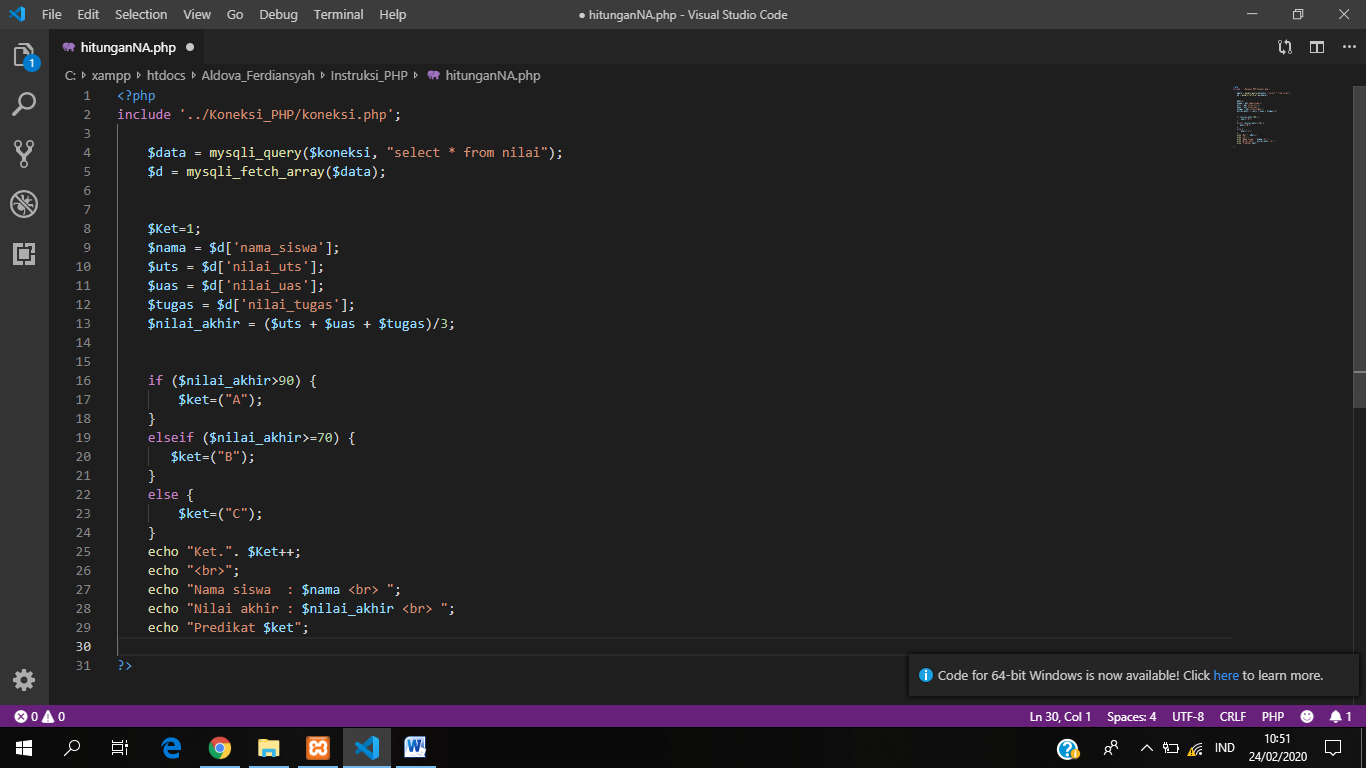 File Edit Selection View Go Debug Terminal Help
● hitunganNA.php - Visual Studio Code
hitunganNA.php ●
C: › xampp › htdocs › Aldova_Ferdiansyah › Instruksi_PHP › hitunganNA.php
1
1 <?php
2 include '../Koneksi_PHP/koneksi.php';
3
4 $data = mysqli_query($koneksi, "select * from nilai");
5 $d = mysqli_fetch_array($data);
6
7
8 $Ket=1;
9 $nama = $d['nama_siswa'];
10 $uts = $d['nilai_uts'];
11 $uas = $d['nilai_uas'];
12 $tugas = $d['nilai_tugas'];
13 $nilai_akhir = ($uts + $uas + $tugas)/3;
14
15
16 if ($nilai_akhir>90) {
17 $ket=("A");
18 }
19 elseif ($nilai_akhir>=70) {
20 $ket=("B");
21 }
22 else {
23 $ket=("C");
24 }
25 echo "Ket.". $Ket++;
26 echo "<br>";
27 echo "Nama siswa  : $nama <br> ";
28 echo "Nilai akhir : $nilai_akhir <br> ";
29 echo "Predikat $ket";
30
31 ?>
Code for 64-bit Windows is now available! Click here to learn more.
0 0
Ln 30, Col 1 Spaces: 4 UTF-8 CRLF PHP 1
IND
10:51
24/02/2020